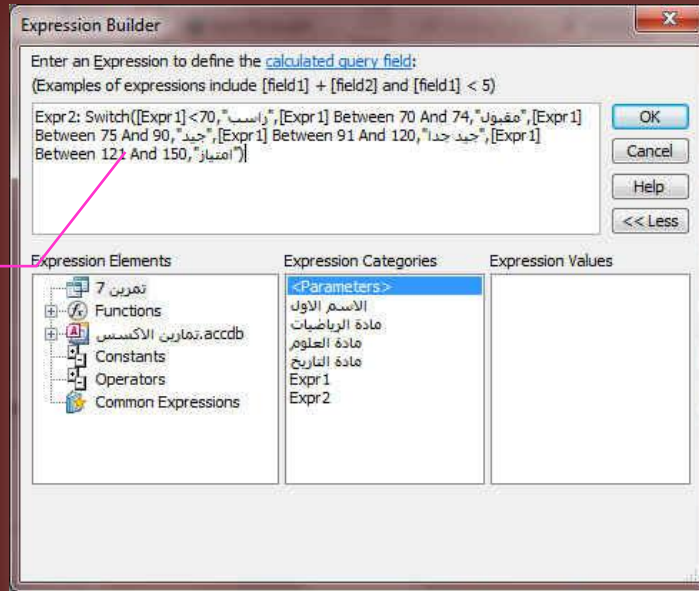 Expression Builder
Enter an Expression to define the calculated query field:
(Examples of expressions include [field1] + [field2] and [field1] < 5)
Expr2: Switch([Expr1]<70,"راسب",[Expr1] Between 70 And 74,"مقبول",[Expr1]
Between 75 And 90,"جيد",[Expr1] Between 91 And 120,"جيد جدا",[Expr1]
Between 121 And 150,"امتياز")
OK
Cancel
Help
<< Less
Expression Elements
تمرين 7
Functions
تمارين الاكسس.accdb
Constants
Operators
Common Expressions
Expression Categories
<Parameters>
الاسم الاول
مادة الرياضيات
مادة العلوم
مادة التاريخ
Expr1
Expr2
Expression Values